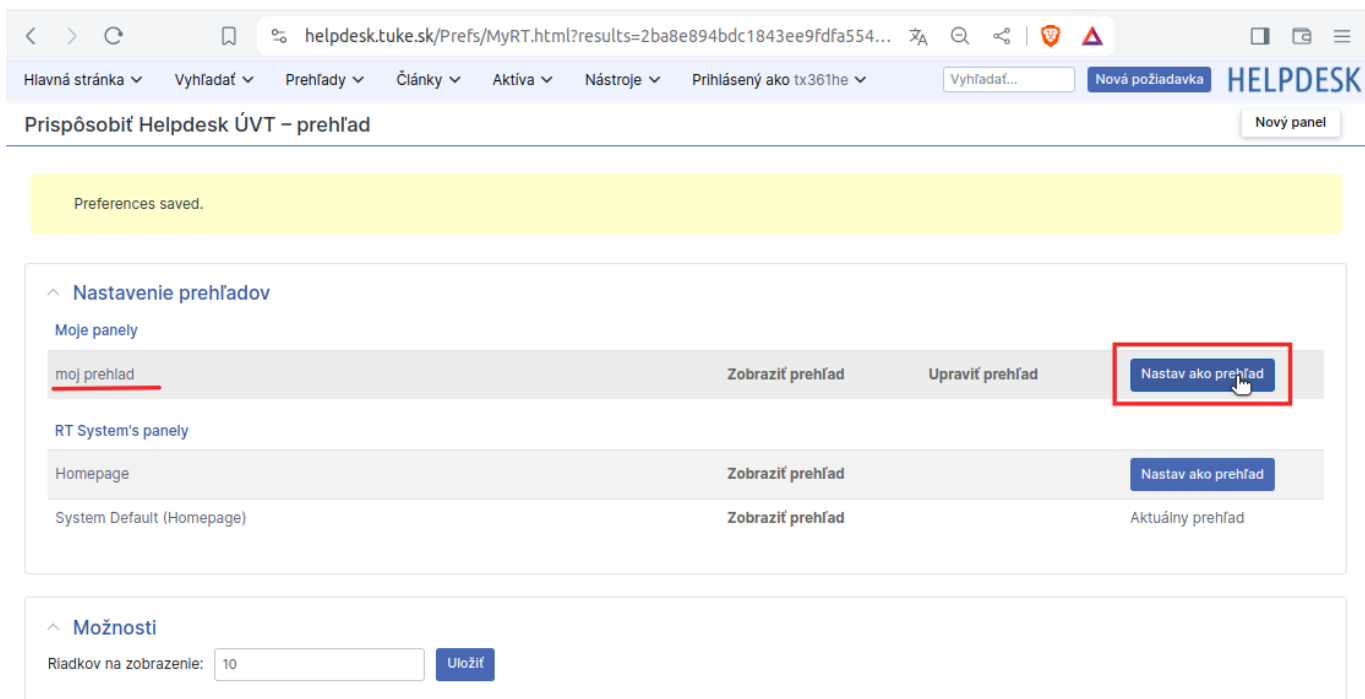 helpdesk.tuke.sk/Prefs/MyRT.html?results=2ba8e894bdc1843ee9fdfa554...
Hlavná stránka Vyhľadať Prehľady Články Aktíva Nástroje Prihlásený ako tx361he Vyhľadať... Nová požiadavka HELPDESK
Prispôsobiť Helpdesk ÚVT – prehľad Nový panel
Preferences saved.
Nastavenie prehľadov
Moje panely
moj prehlad Zobraziť prehľad Upraviť prehľad Nastav ako prehľad
RT System's panely
Homepage Zobraziť prehľad Nastav ako prehľad
System Default (Homepage) Zobraziť prehľad Aktuálny prehľad
Možnosti
Riadkov na zobrazenie: 10 Uložiť